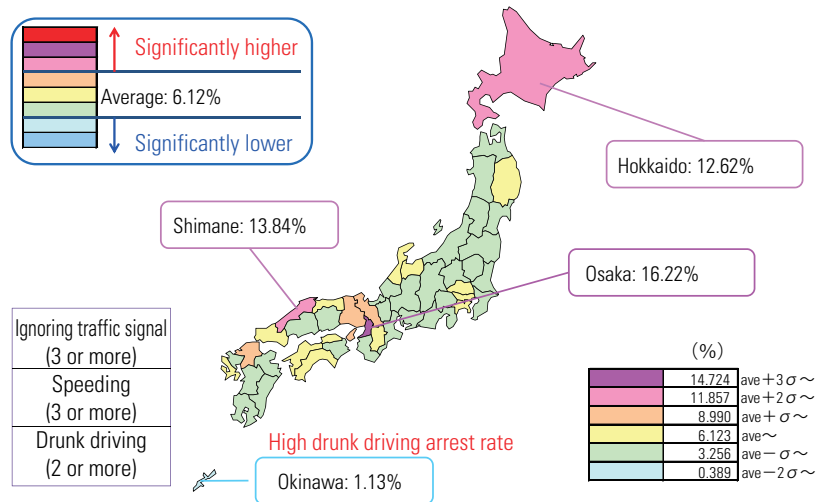 Significantly higher
Average: 6.12%
Significantly lower
Hokkaido: 12.62%
Shimane: 13.84%
Osaka: 16.22%
Ignoring traffic signal
(3 or more)
Speeding
(3 or more)
Drunk driving
(2 or more)
High drunk driving arrest rate
Okinawa: 1.13%
(%)
14.724 ave+3σ～
11.857 ave+2σ～
8.990 ave+σ～
6.123 ave～
3.256 ave－σ～
0.389 ave－2σ～